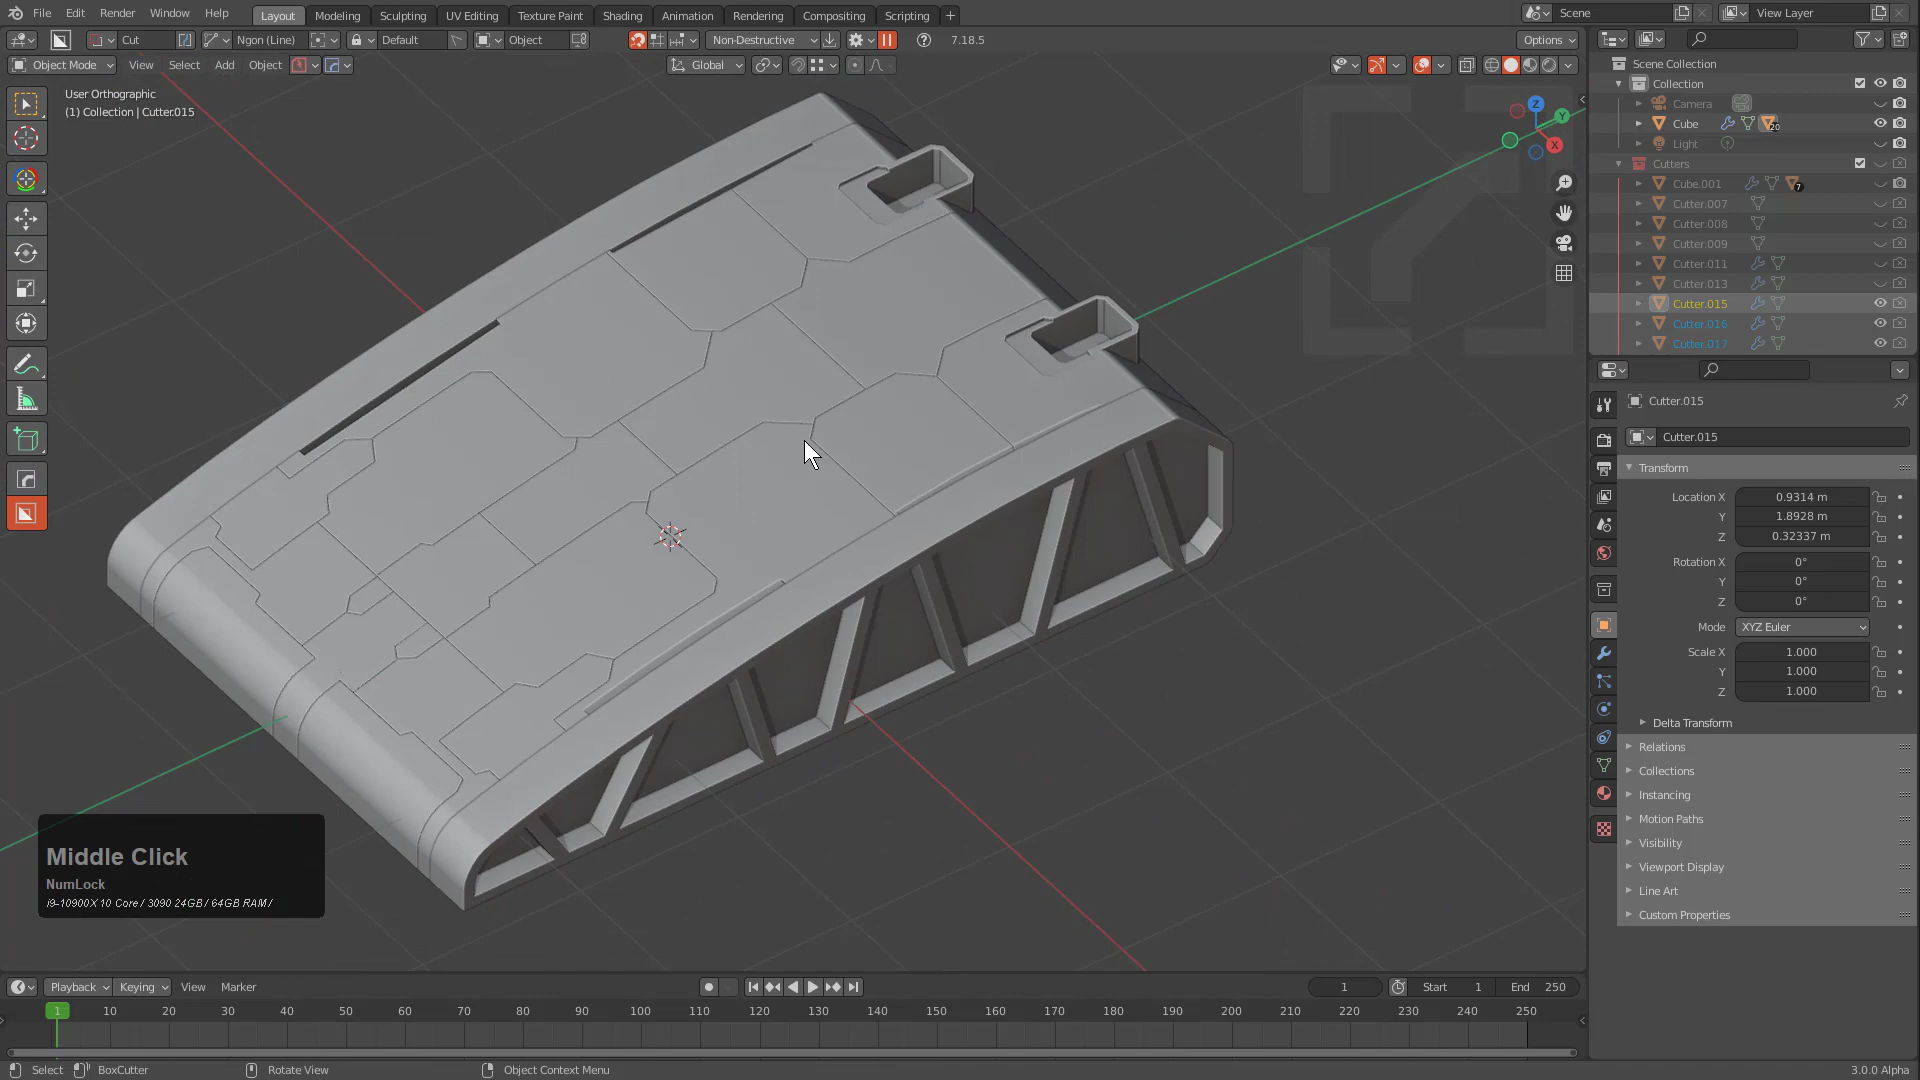 File Edit Render Window Help Layout Modeling Sculpting UV Editing Texture Paint Shading Animation Rendering Compositing Scripting + Scene View Layer
Cut Ngon (Line) Default Object Non-Destructive 7.18.5 Options
Object Mode View Select Add Object Global
User Orthographic
(1) Collection | Cutter.015
Z
Y
X
Scene Collection
Collection
Camera
Cube 20
Light
Cutters
Cube.001 7
Cutter.007
Cutter.008
Cutter.009
Cutter.011
Cutter.013
Cutter.015
Cutter.016
Cutter.017
Cutter.015
Cutter.015
Transform
Location X 0.9314 m
Y 1.8928 m
Z 0.32337 m
Rotation X 0°
Y 0°
Z 0°
Mode XYZ Euler
Scale X 1.000
Y 1.000
Z 1.000
Delta Transform
Relations
Collections
Instancing
Motion Paths
Visibility
Viewport Display
Line Art
Custom Properties
Middle Click
NumLock
i9-10900X 10 Core / 3090 24GB / 64GB RAM /
Playback Keying View Marker 1 Start 1 End 250
1 10 20 30 40 50 60 70 80 90 100 110 120 130 140 150 160 170 180 190 200 210 220 230 240 250
Select BoxCutter Rotate View Object Context Menu 3.0.0 Alpha